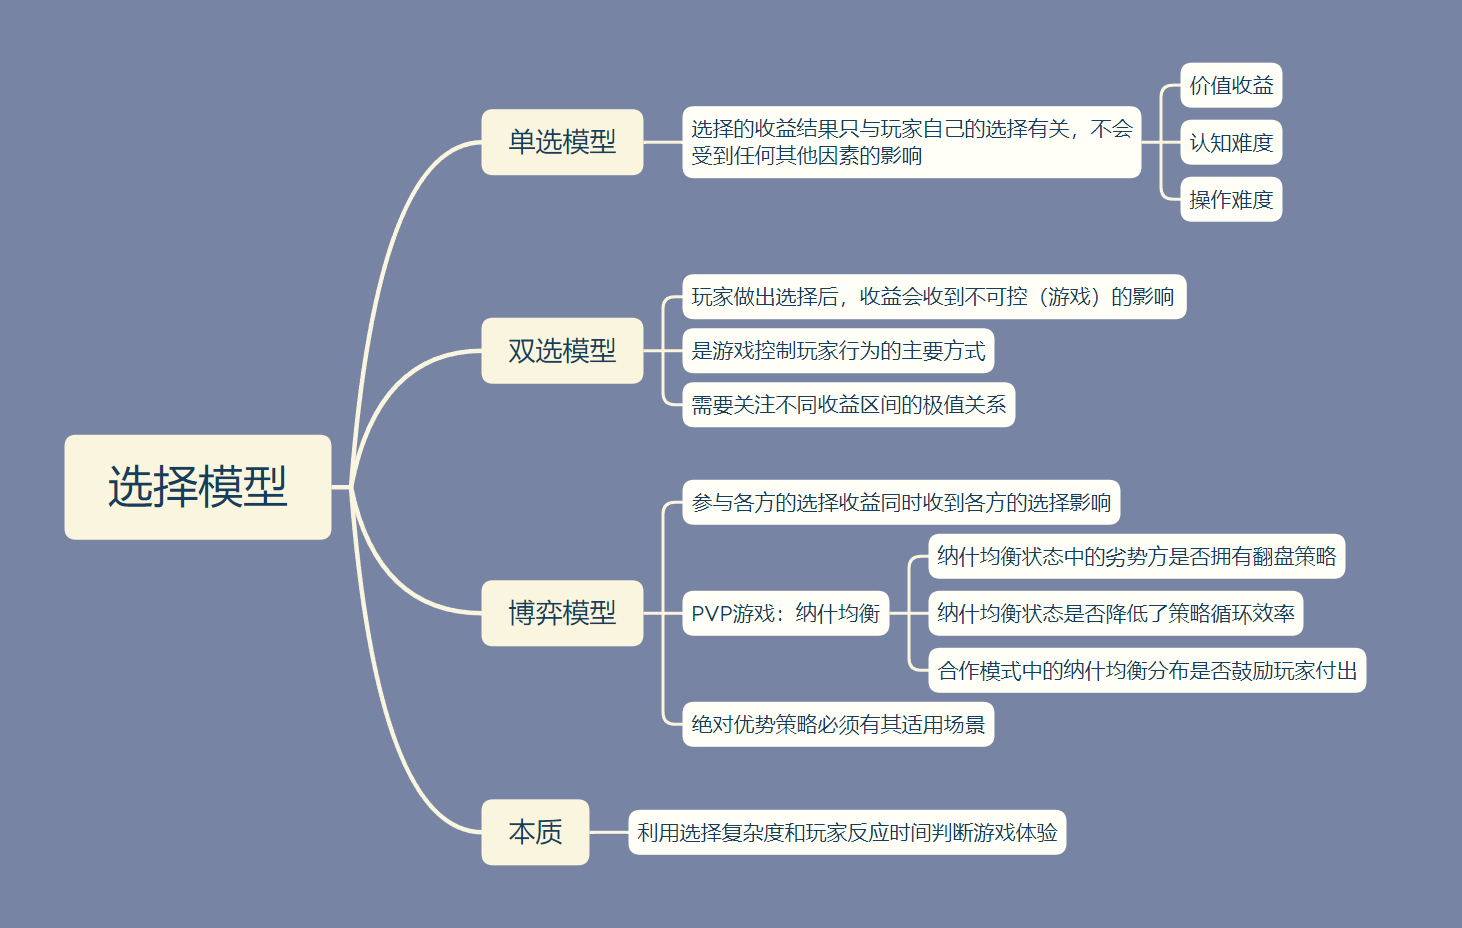 选择模型
单选模型
选择的收益结果只与玩家自己的选择有关，不会
受到任何其他因素的影响
价值收益
认知难度
操作难度
双选模型
玩家做出选择后，收益会收到不可控（游戏）的影响
是游戏控制玩家行为的主要方式
需要关注不同收益区间的极值关系
博弈模型
参与各方的选择收益同时收到各方的选择影响
PVP游戏：纳什均衡
纳什均衡状态中的劣势方是否拥有翻盘策略
纳什均衡状态是否降低了策略循环效率
合作模式中的纳什均衡分布是否鼓励玩家付出
绝对优势策略必须有其适用场景
本质
利用选择复杂度和玩家反应时间判断游戏体验